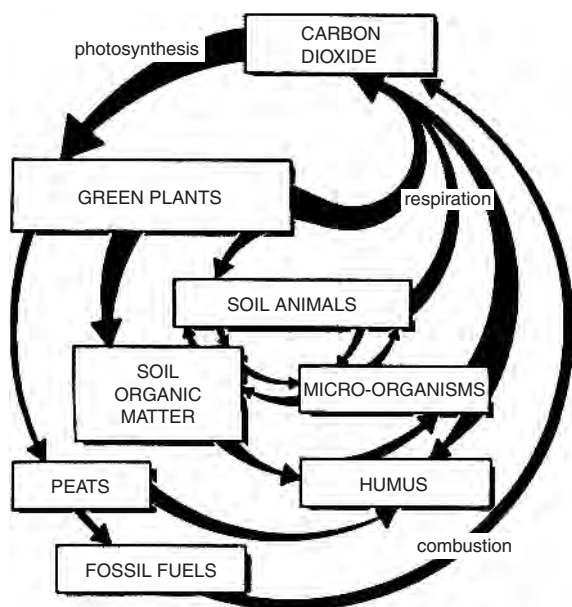 CARBON
DIOXIDE
photosynthesis
GREEN PLANTS
respiration
SOIL ANIMALS
SOIL
ORGANIC
MATTER
MICRO-ORGANISMS
PEATS
HUMUS
combustion
FOSSIL FUELS